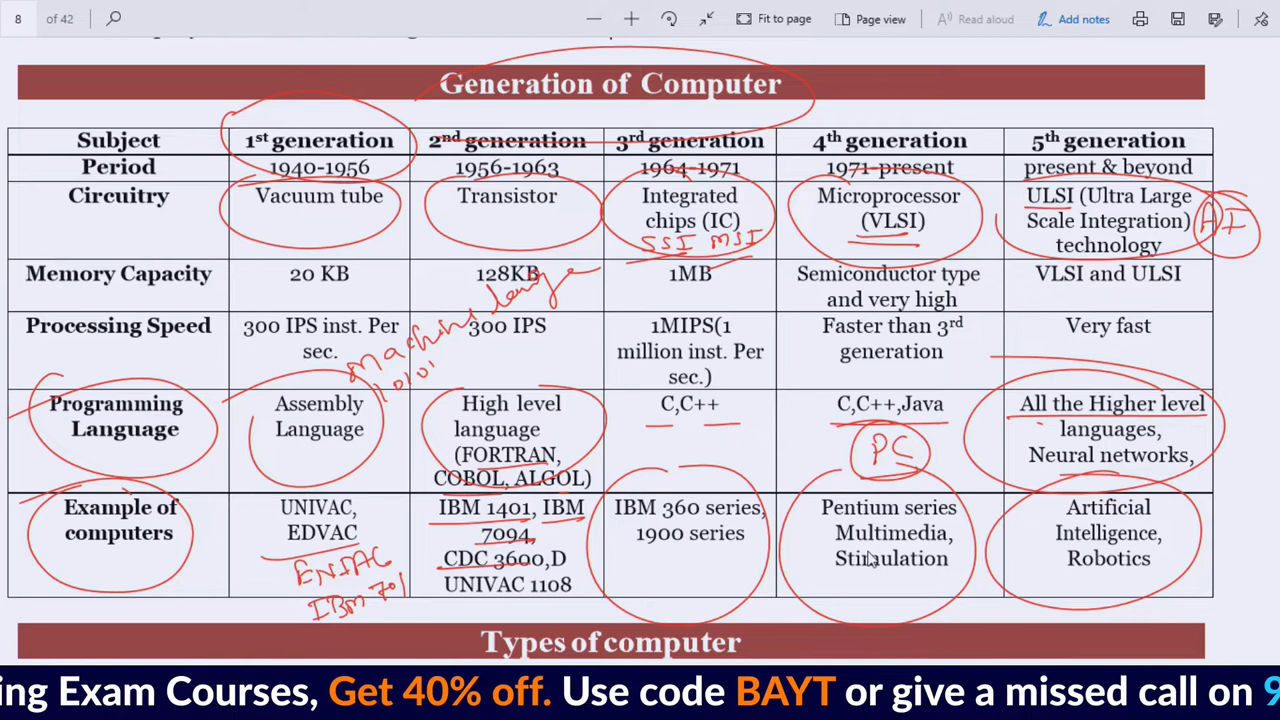 8 of 42
Fit to page
Page view
Read aloud
Add notes
Generation of Computer
Subject 1st generation 2nd generation 3rd generation 4th generation 5th generation
Period 1940-1956 1956-1963 1964-1971 1971-present present & beyond
Circuitry Vacuum tube Transistor Integrated Microprocessor ULSI (Ultra Large
chips (IC) (VLSI) Scale Integration) AI
SSI MSI technology
Memory Capacity 20 KB 128KB 1MB Semiconductor type VLSI and ULSI
and very high
Processing Speed 300 IPS inst. Per 300 IPS 1MIPS(1 Faster than 3rd Very fast
sec. million inst. Per generation
sec.)
Machine
10101
Programming Assembly High level C,C++ C,C++,Java All the Higher level
Language Language language languages,
(FORTRAN, PC Neural networks,
COBOL, ALGOL)
Example of UNIVAC, IBM 1401, IBM IBM 360 series, Pentium series Artificial
computers EDVAC 7094, 1900 series Multimedia, Intelligence,
ENIAC CDC 3600,D Stimulation Robotics
IBM 701 UNIVAC 1108
Types of computer
ing Exam Courses, Get 40% off. Use code BAYT or give a missed call on 9